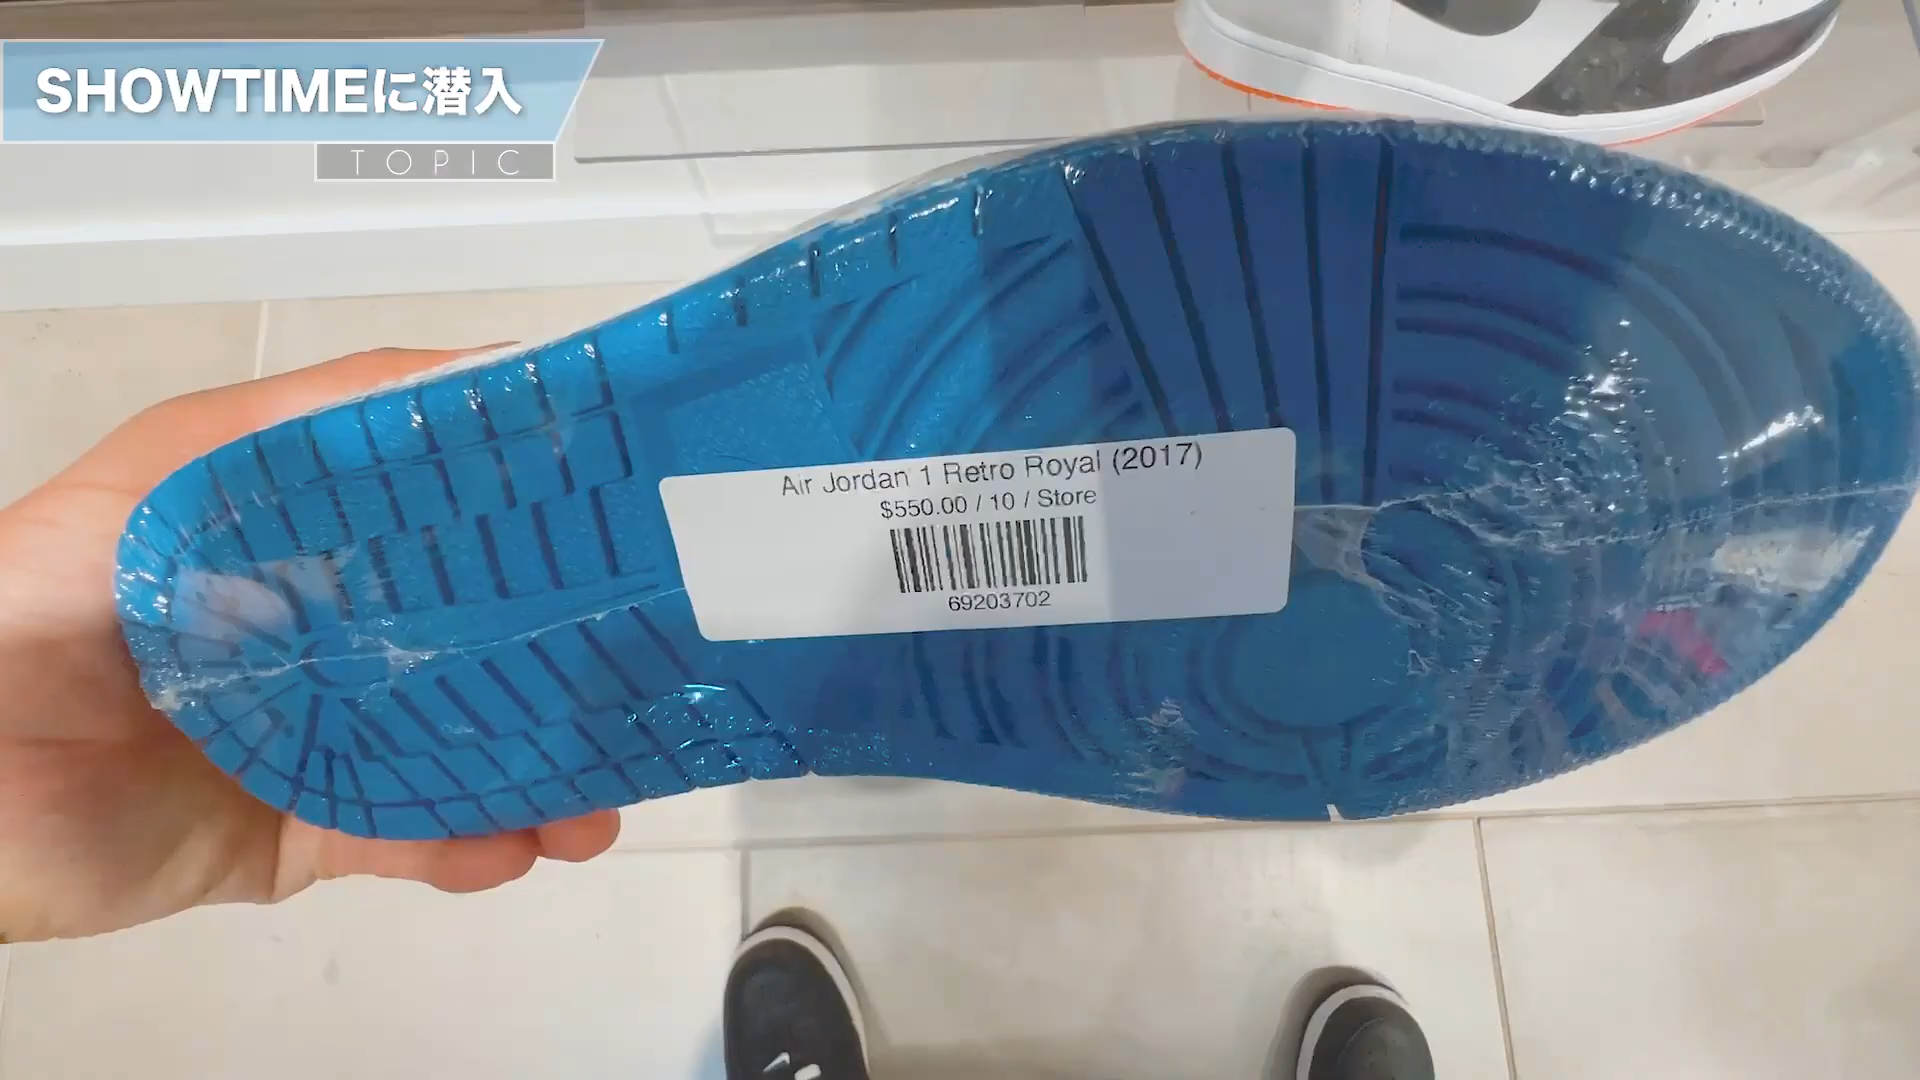 SHOWTIMEに潜入
TOPIC
Air Jordan 1 Retro Royal (2017)
$550.00 / 10 / Store
69203702